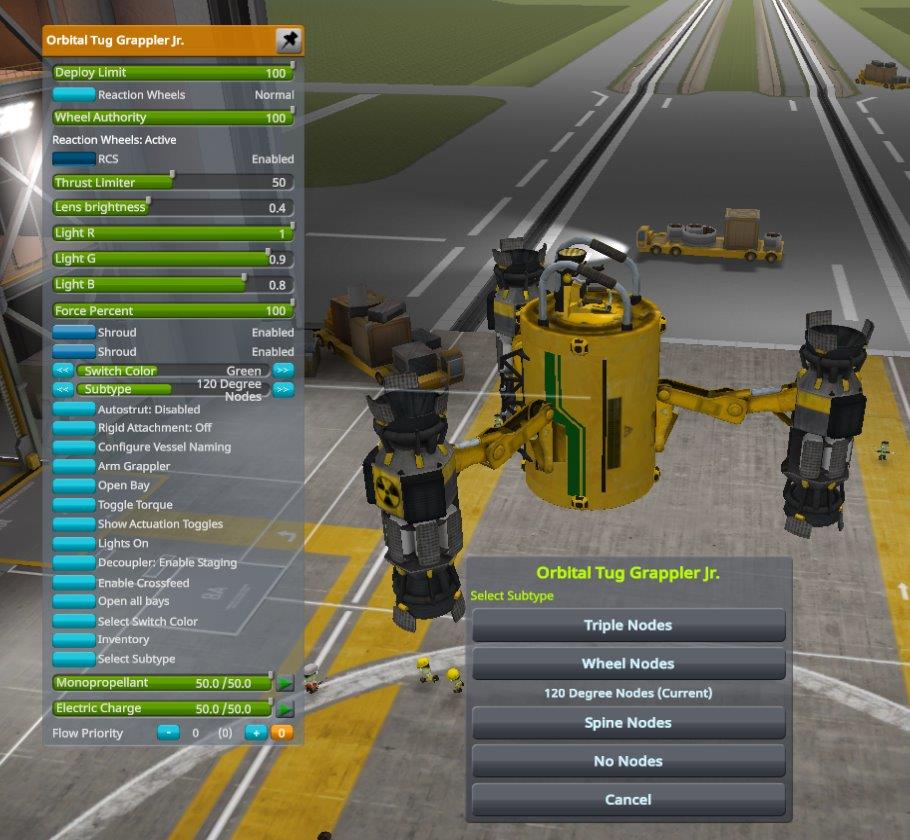 Orbital Tug Grappler Jr.
Deploy Limit 100
Reaction Wheels Normal
Wheel Authority 100
Reaction Wheels: Active
RCS Enabled
Thrust Limiter 50
Lens brightness 0.4
Light R 1
Light G 0.9
Light B 0.8
Force Percent 100
Shroud Enabled
Shroud Enabled
<< Switch Color Green >>
<< Subtype 120 Degree Nodes >>
Autostrut: Disabled
Rigid Attachment: Off
Configure Vessel Naming
Arm Grappler
Open Bay
Toggle Torque
Show Actuation Toggles
Lights On
Decoupler: Enable Staging
Enable Crossfeed
Open all bays
Select Switch Color
Inventory
Select Subtype
Monopropellant 50.0 /50.0
Electric Charge 50.0 /50.0
Flow Priority - 0 (0) + 0
Orbital Tug Grappler Jr.
Select Subtype
Triple Nodes
Wheel Nodes
120 Degree Nodes (Current)
Spine Nodes
No Nodes
Cancel